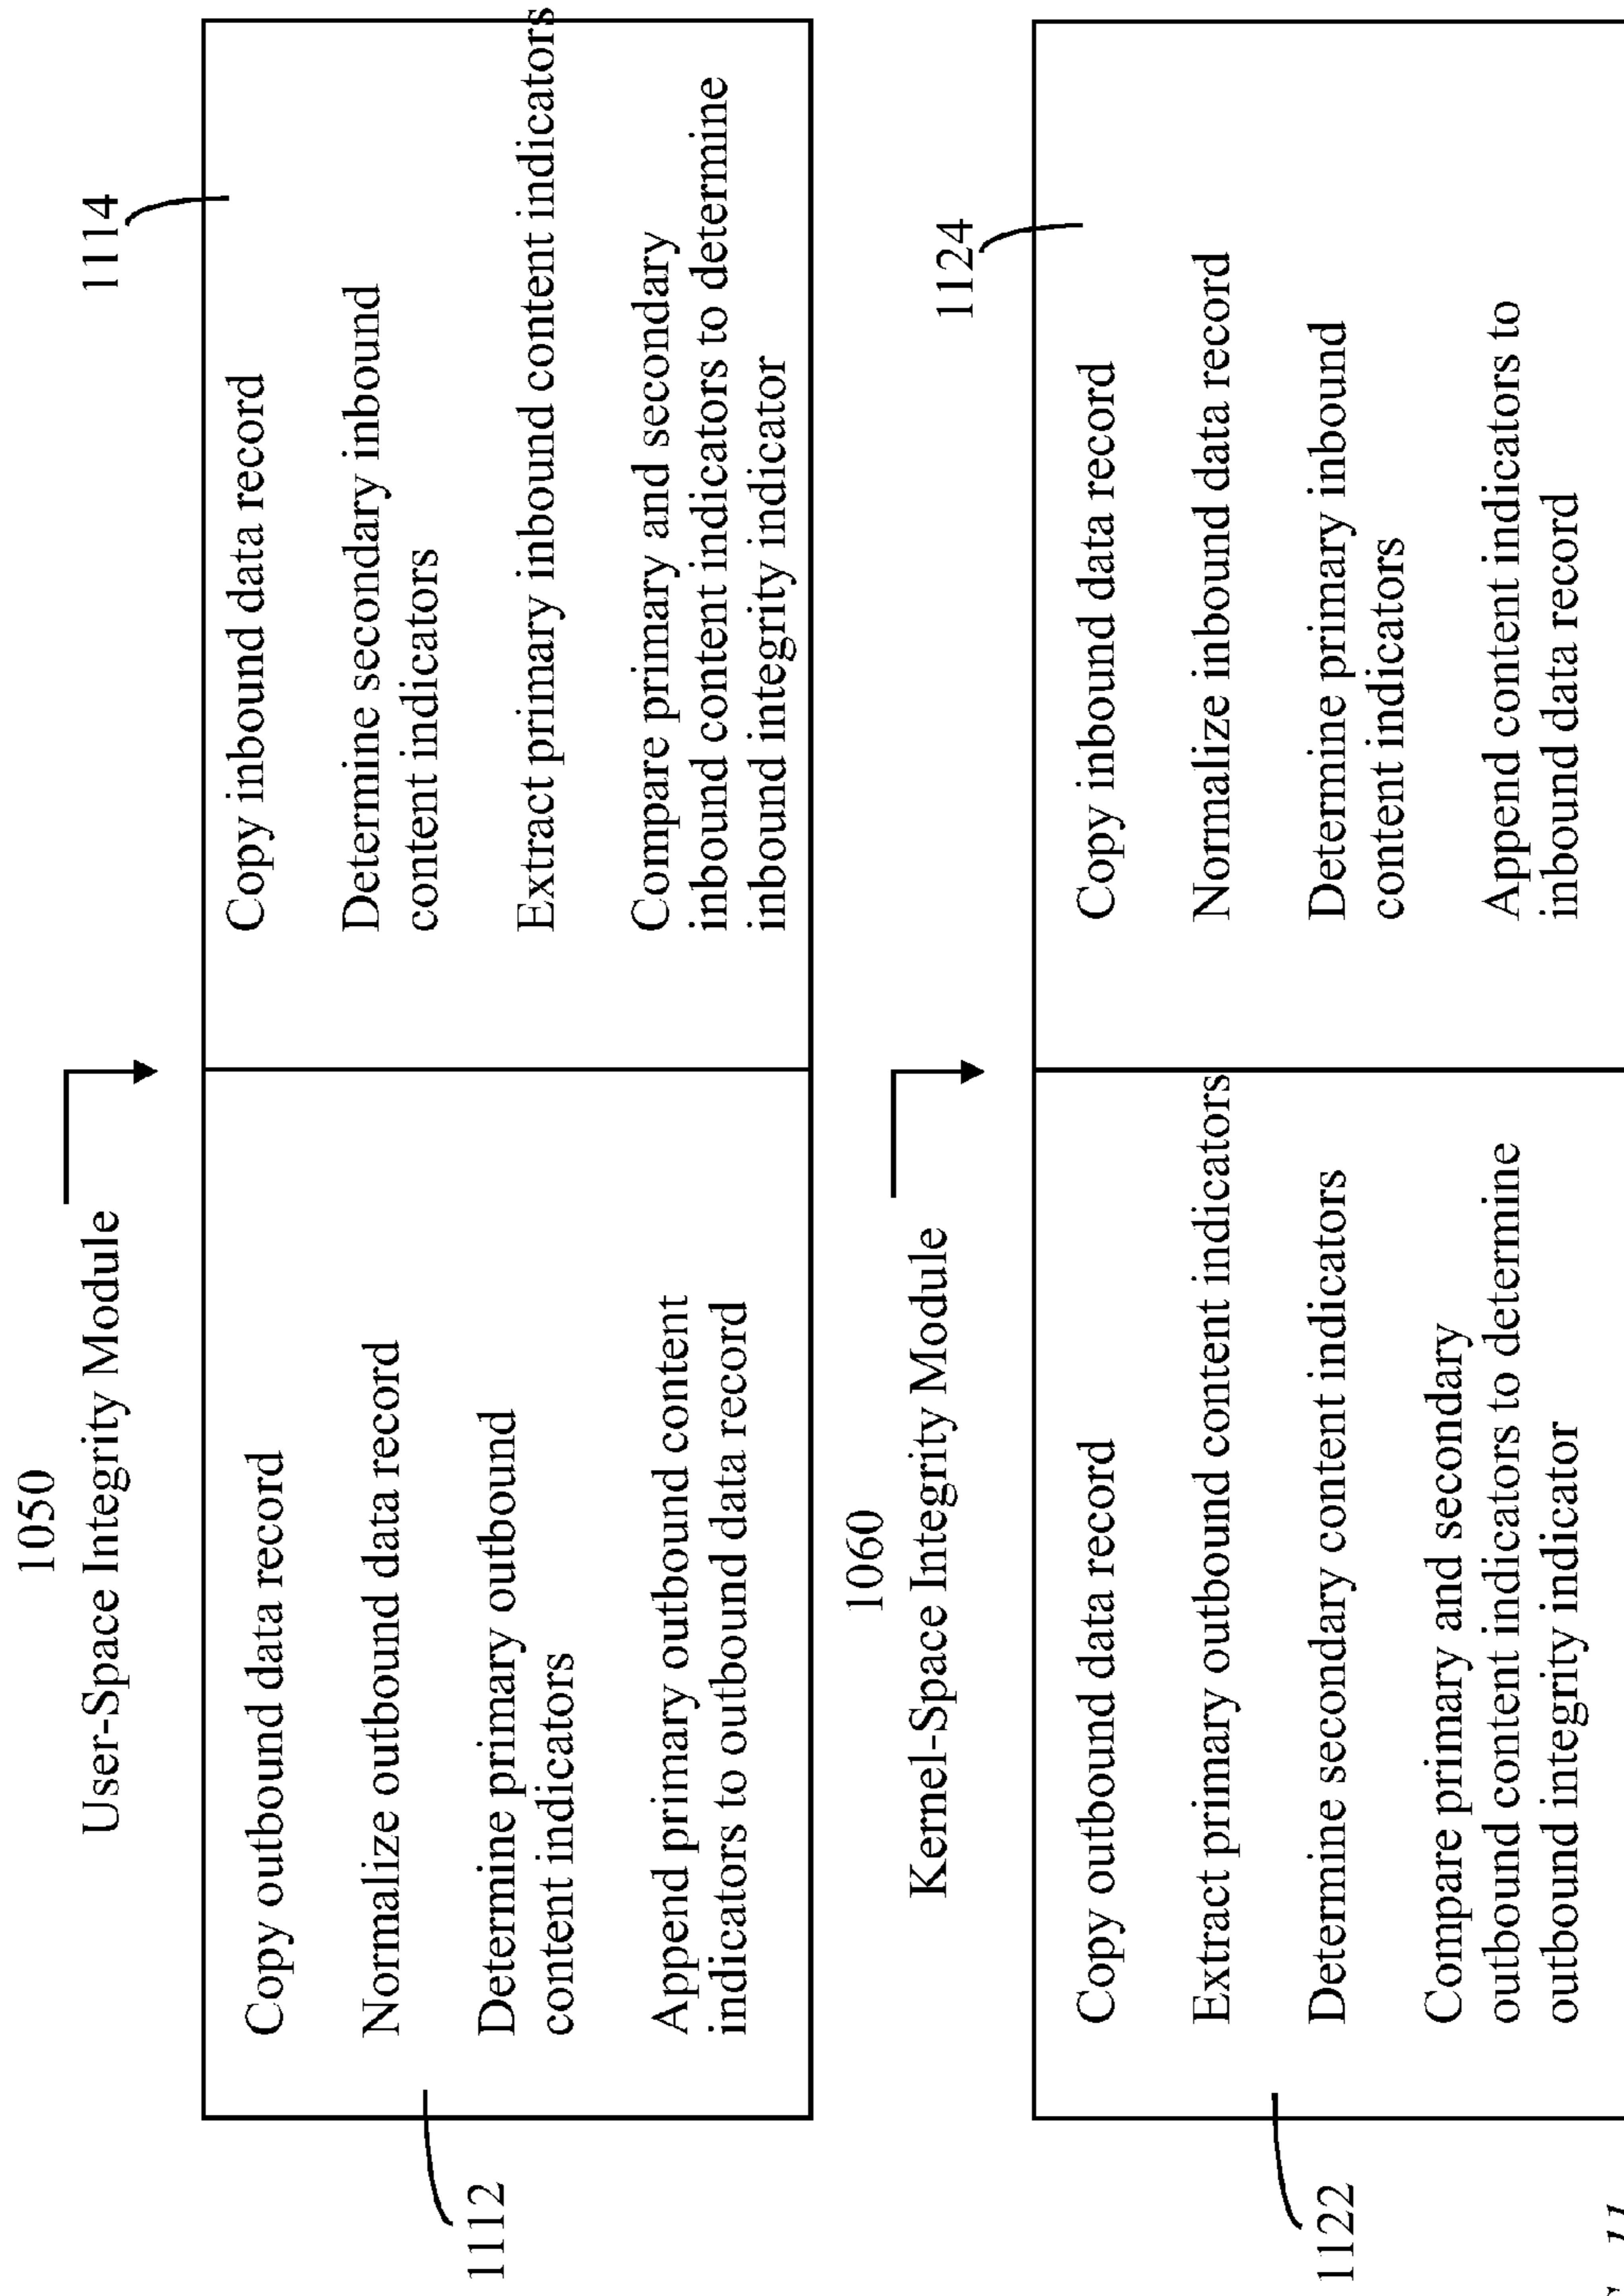 1050
User-Space Integrity Module
1112
Copy outbound data record
Normalize outbound data record
Determine primary outbound
content indicators
Append primary outbound content
indicators to outbound data record
1114
Copy inbound data record
Determine secondary inbound
content indicators
Extract primary inbound content indicators
Compare primary and secondary
inbound content indicators to determine
inbound integrity indicator
1060
Kernel-Space Integrity Module
1122
Copy outbound data record
Extract primary outbound content indicators
Determine secondary content indicators
Compare primary and secondary
outbound content indicators to determine
outbound integrity indicator
1124
Copy inbound data record
Normalize inbound data record
Determine primary inbound
content indicators
Append content indicators to
inbound data record